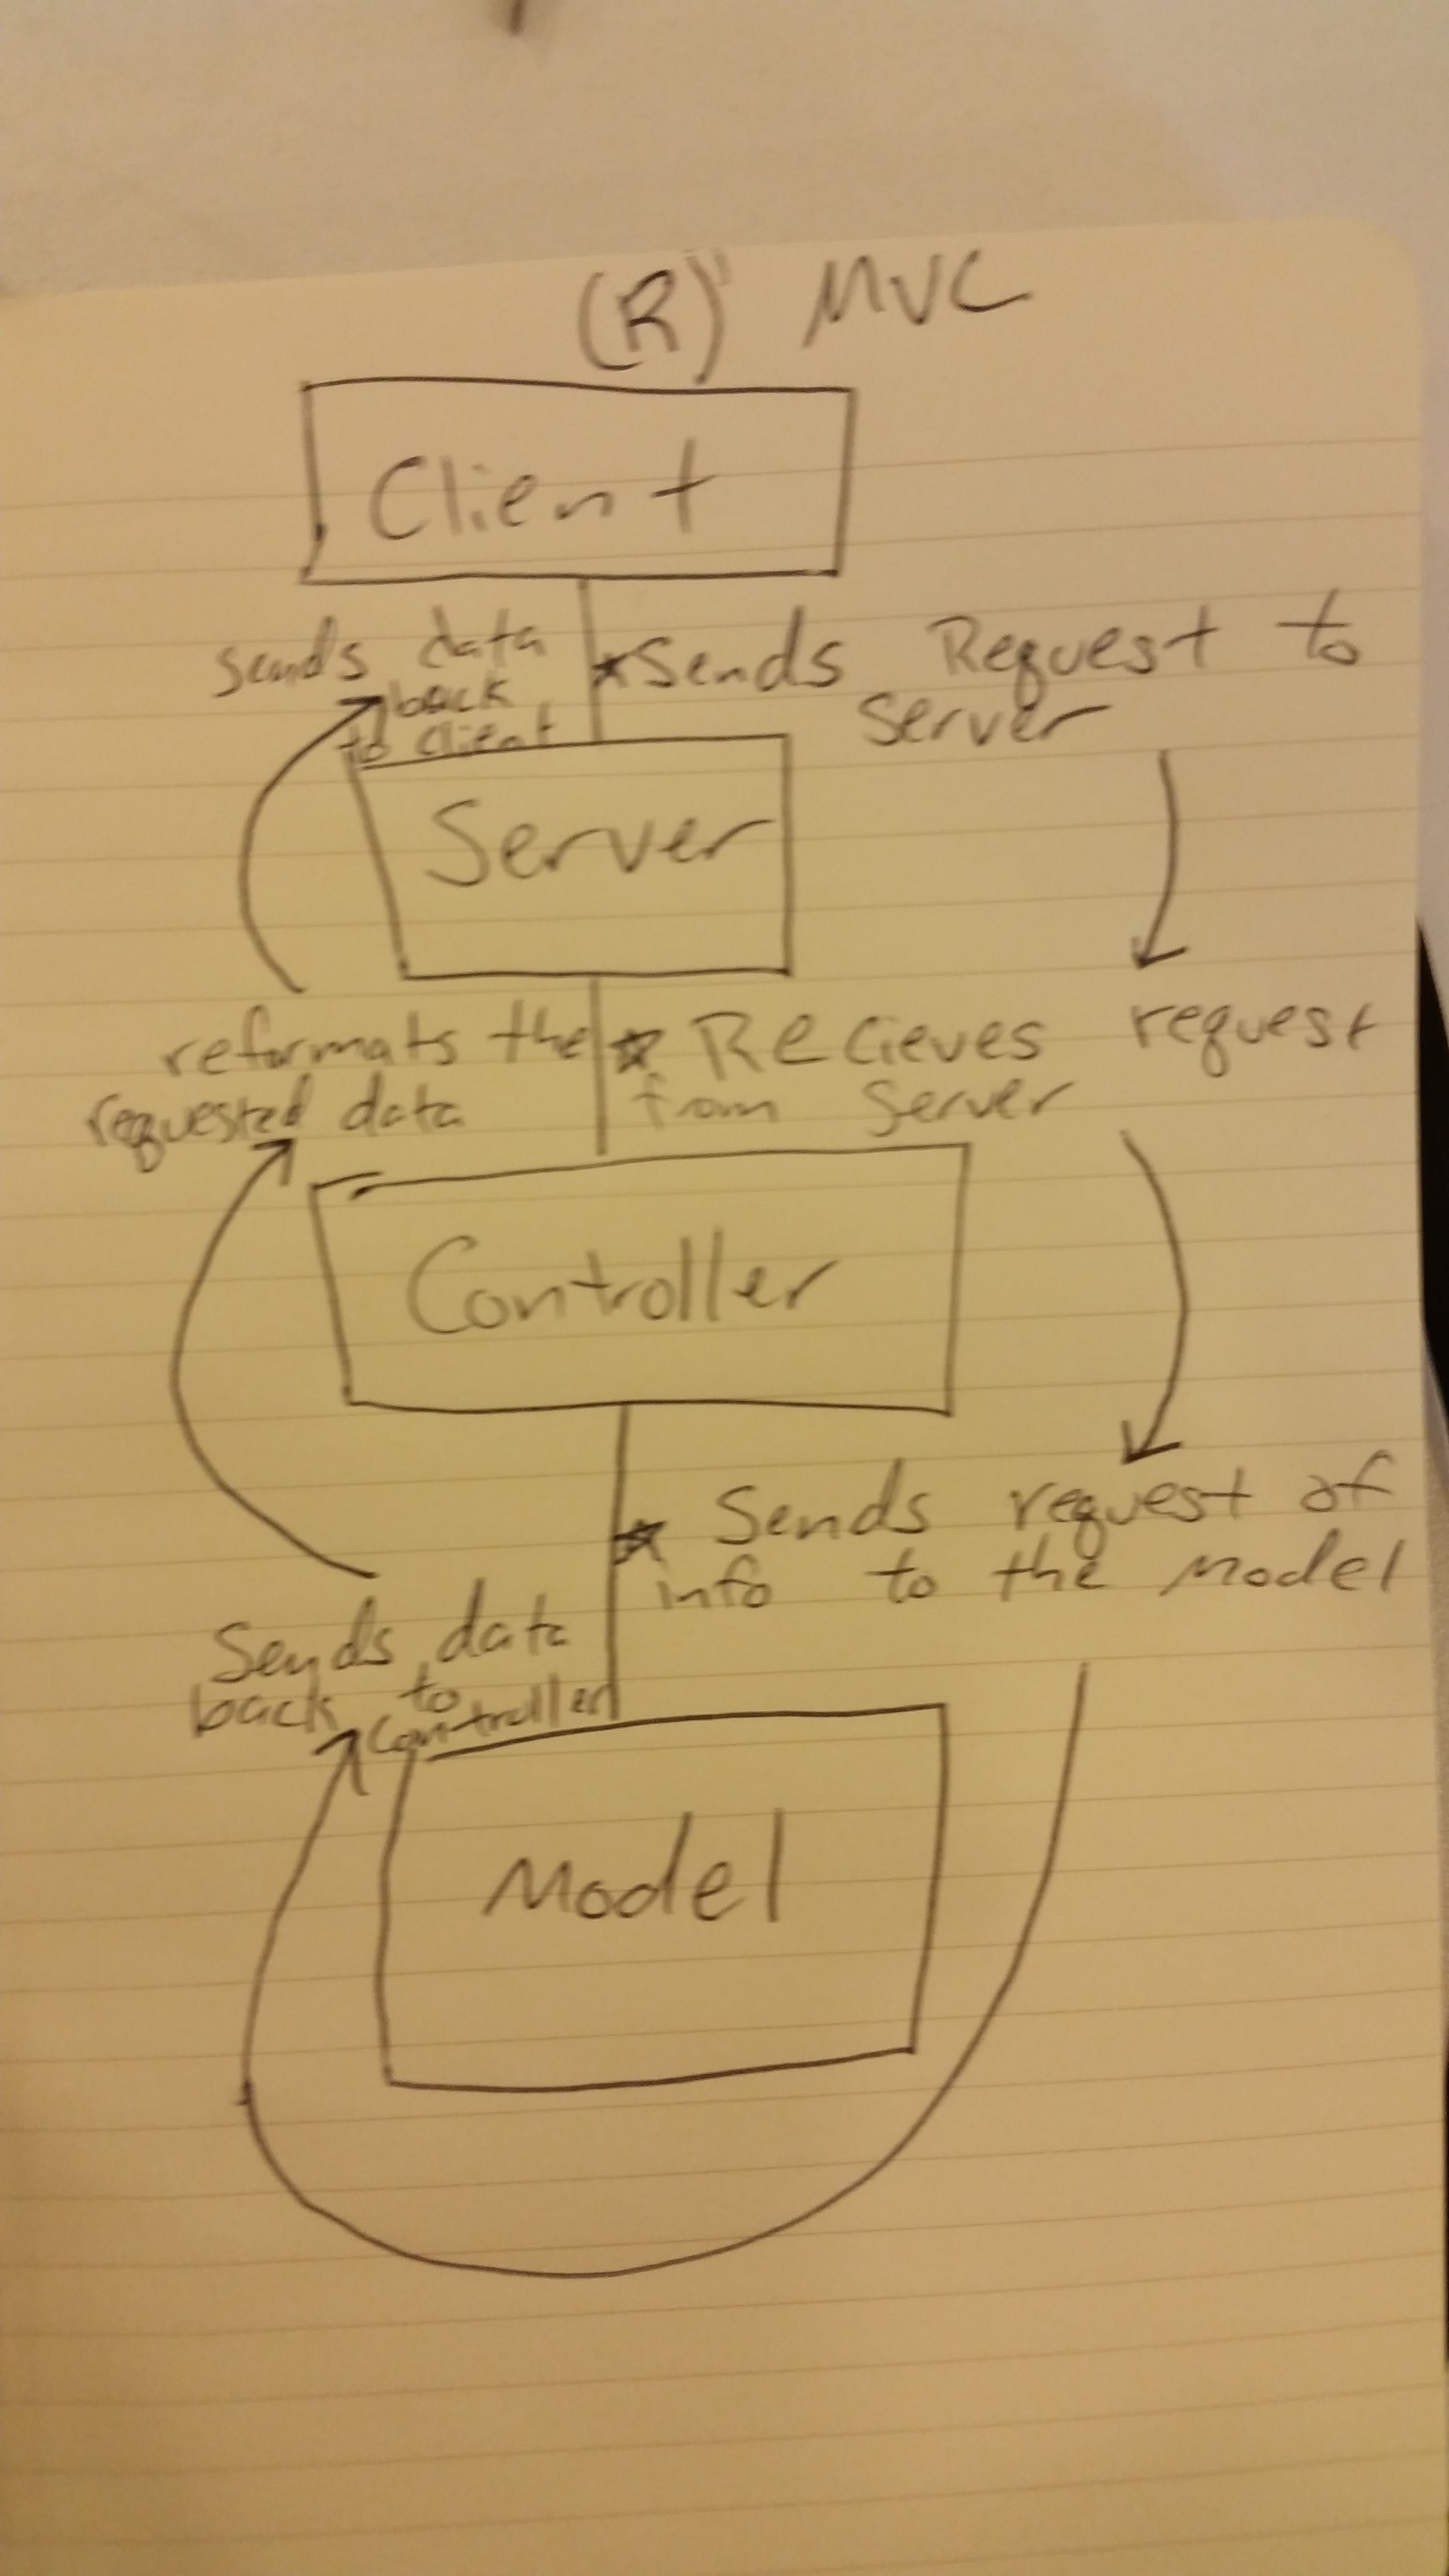 (R) MVC
Client
sends data
back
to client
Sends Request to
Server
Server
reformats the
requested data
Recieves request
from Server
Controller
Sends request of
info to the Model
Sends data
back to
Controller
Model